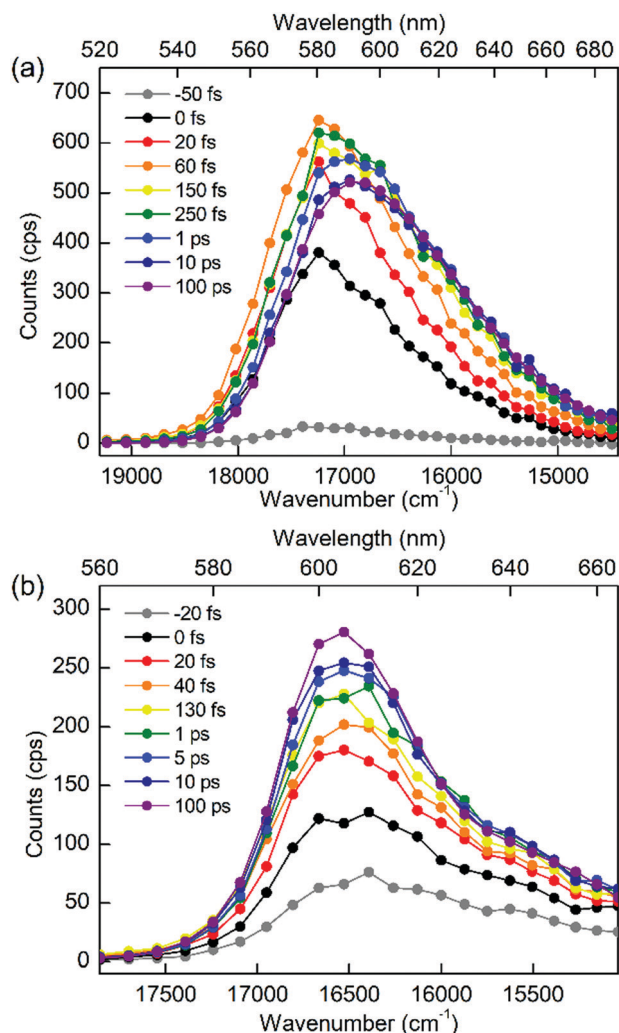 Wavelength (nm)
520 540 560 580 600 620 640 660 680
(a)
700
600
500
400
300
200
100
0
Counts (cps)
-50 fs
0 fs
20 fs
60 fs
150 fs
250 fs
1 ps
10 ps
100 ps
19000 18000 17000 16000 15000
Wavenumber (cm⁻¹)
Wavelength (nm)
560 580 600 620 640 660
(b)
300
250
200
150
100
50
0
Counts (cps)
-20 fs
0 fs
20 fs
40 fs
130 fs
1 ps
5 ps
10 ps
100 ps
17500 17000 16500 16000 15500
Wavenumber (cm⁻¹)